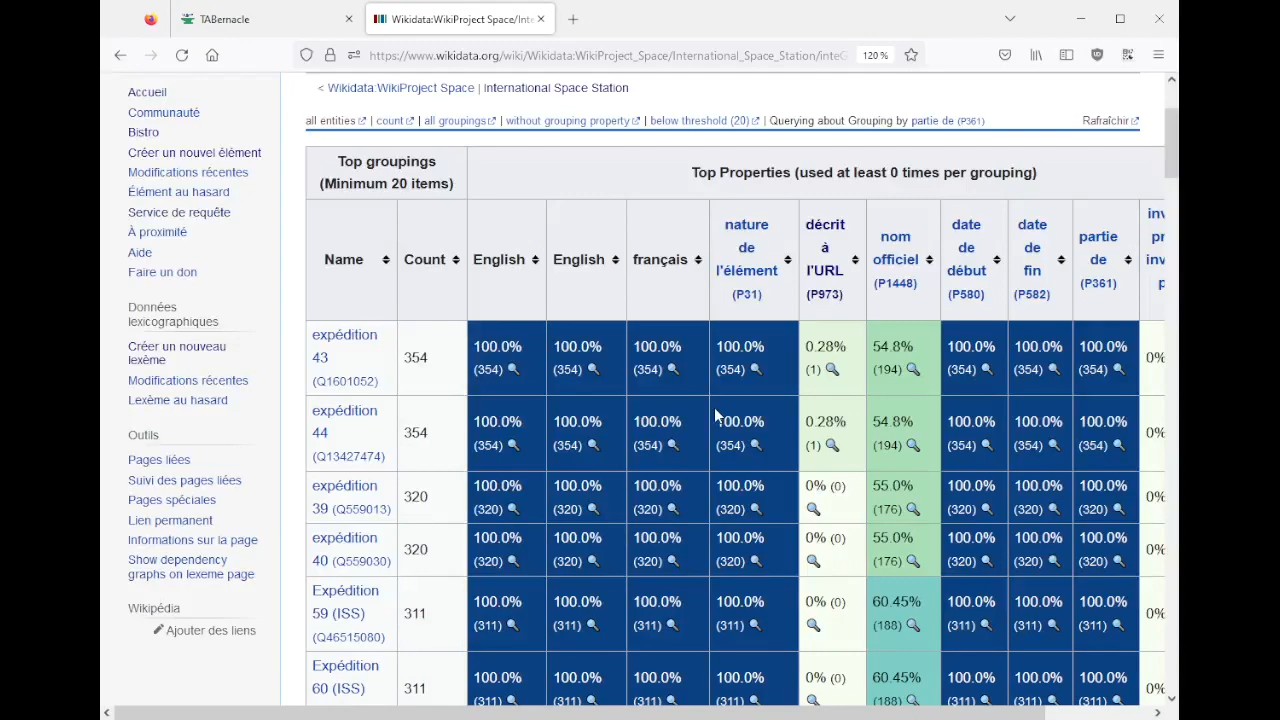 TABernacle
Wikidata:WikiProject Space/Inte
https://www.wikidata.org/wiki/Wikidata:WikiProject_Space/International_Space_Station/inteG
120 %
Accueil
Communauté
Bistro
Créer un nouvel élément
Modifications récentes
Élément au hasard
Service de requête
À proximité
Aide
Faire un don
Données
lexicographiques
Créer un nouveau
lexème
Modifications récentes
Lexème au hasard
Outils
Pages liées
Suivi des pages liées
Pages spéciales
Lien permanent
Informations sur la page
Show dependency
graphs on lexeme page
Wikipédia
Ajouter des liens
< Wikidata:WikiProject Space | International Space Station
all entities | count | all groupings | without grouping property | below threshold (20) | Querying about Grouping by partie de (P361) Rafraîchir
Top groupings
(Minimum 20 items)
Top Properties (used at least 0 times per grouping)
Name
Count
English
English
français
nature
de
l'élément
(P31)
décrit
à
l'URL
(P973)
nom
officiel
(P1448)
date
de
début
(P580)
date
de
fin
(P582)
partie
de
(P361)
expédition
43
(Q1601052)
354
100.0% 100.0% 100.0% 100.0% 0.28% 54.8% 100.0% 100.0% 100.0%
(354) (354) (354) (354) (1) (194) (354) (354) (354)
0%
expédition
44
(Q13427474)
354
100.0% 100.0% 100.0% 100.0% 0.28% 54.8% 100.0% 100.0% 100.0%
(354) (354) (354) (354) (1) (194) (354) (354) (354)
0%
expédition
39 (Q559013)
320
100.0% 100.0% 100.0% 100.0% 0% (0) 55.0% 100.0% 100.0% 100.0%
(320) (320) (320) (320) (176) (320) (320) (320)
0%
expédition
40 (Q559030)
320
100.0% 100.0% 100.0% 100.0% 0% (0) 55.0% 100.0% 100.0% 100.0%
(320) (320) (320) (320) (176) (320) (320) (320)
0%
Expédition
59 (ISS)
(Q46515080)
311
100.0% 100.0% 100.0% 100.0% 0% (0) 60.45% 100.0% 100.0% 100.0%
(311) (311) (311) (311) (188) (311) (311) (311)
0%
Expédition
60 (ISS)
311
100.0% 100.0% 100.0% 100.0% 0% (0) 60.45% 100.0% 100.0% 100.0%
(311) (311) (311) (311) (188) (311) (311) (311)
0%